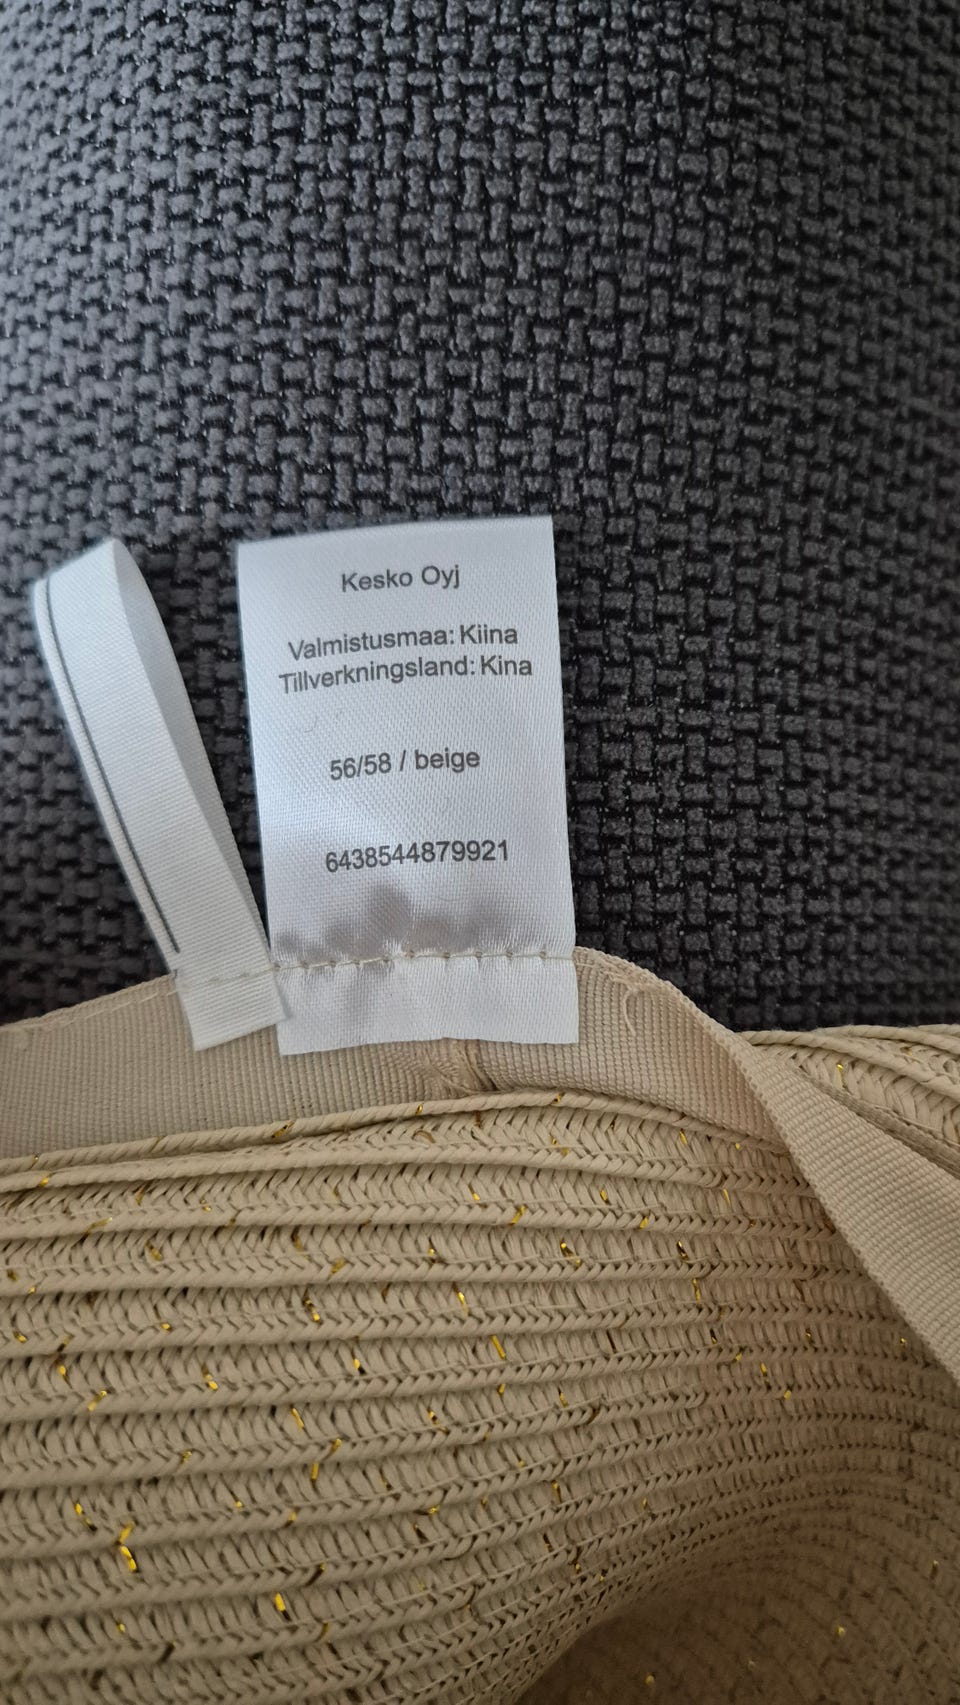 Kesko Oyj
Valmistusmaa: Kiina
Tillverkningsland: Kina
56/58 / beige
6438544879921